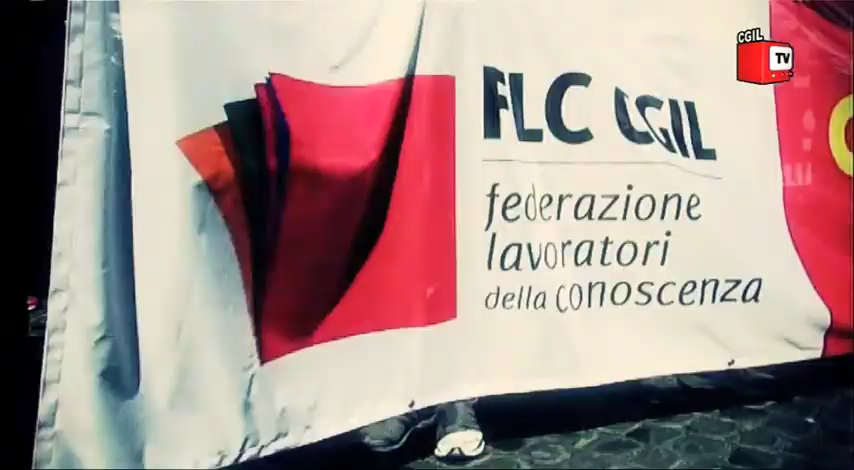 CGIL
TV
FLC CGIL
federazione
lavoratori
della conoscenza